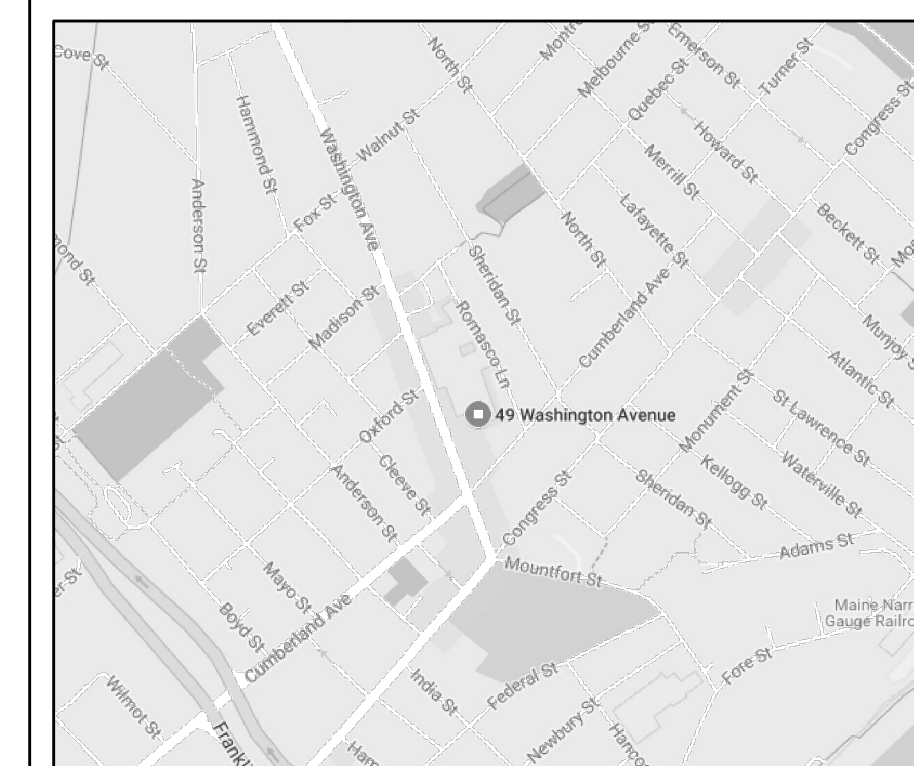 Cove St
North St
Melbourne St
Emerson St
Turner St
Quebec St
Congress St
Hammond St
Washington Ave
Walnut St
Howard St
Merrill St
Anderson St
Fox St
Lafayette St
Beckett St
North St
Sheridan St
Everett St
Madison St
Romasco Ln
Cumberland Ave
Munjoy S
Atlantic St
49 Washington Avenue
Oxford St
Monument St
St Lawrence St
Anderson St
Cleeve St
Congress St
Sheridan St
Kellogg St
Waterville St
Adams St
Mountfort St
Mayo St
Boyd St
Cumberland Ave
Maine Narr
Gauge Railro
Fore St
Federal St
India St
Wilmot St
Newbury St
Hanco
Frankl
Ham